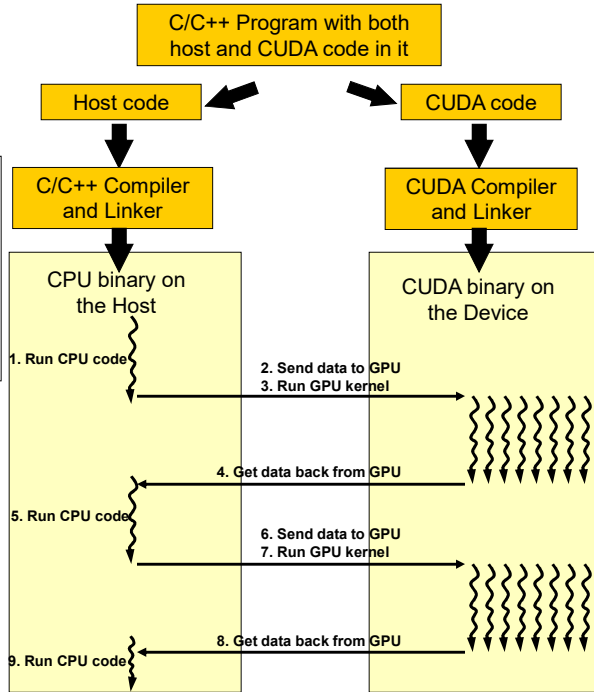 C/C++ Program with both
host and CUDA code in it
Host code
CUDA code
C/C++ Compiler
and Linker
CUDA Compiler
and Linker
CPU binary on
the Host
CUDA binary on
the Device
1. Run CPU code
2. Send data to GPU
3. Run GPU kernel
4. Get data back from GPU
5. Run CPU code
6. Send data to GPU
7. Run GPU kernel
8. Get data back from GPU
9. Run CPU code